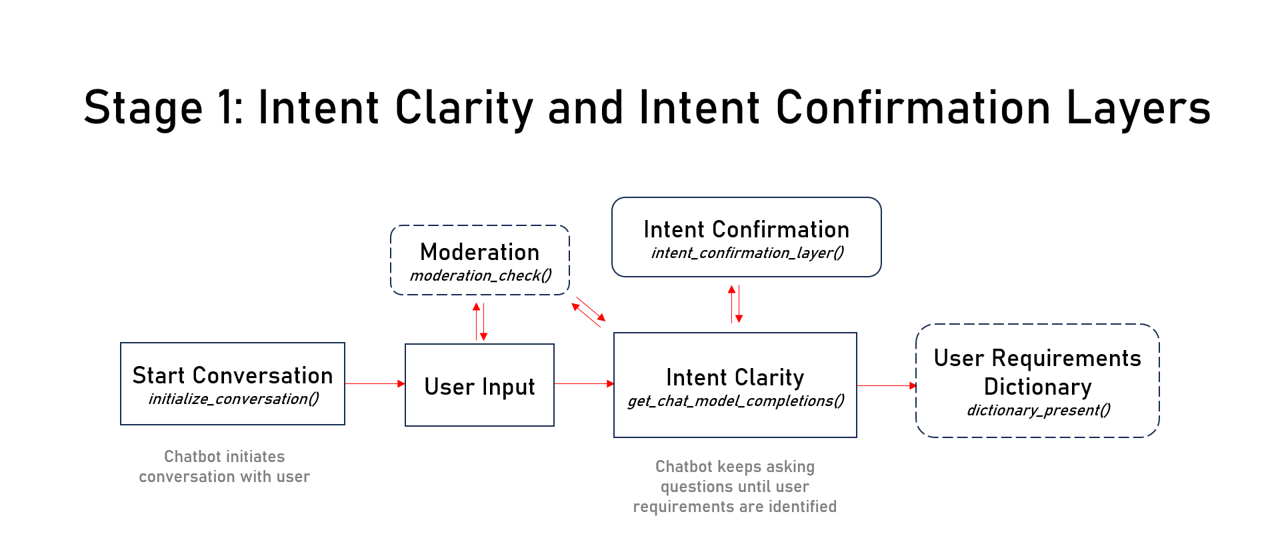 Stage 1: Intent Clarity and Intent Confirmation Layers
Intent Confirmation
intent_confirmation_layer()
Moderation
moderation_check()
Start Conversation
initialize_conversation()
User Input
Intent Clarity
get_chat_model_completions()
User Requirements
Dictionary
dictionary_present()
Chatbot initiates
conversation with user
Chatbot keeps asking
questions until user
requirements are identified